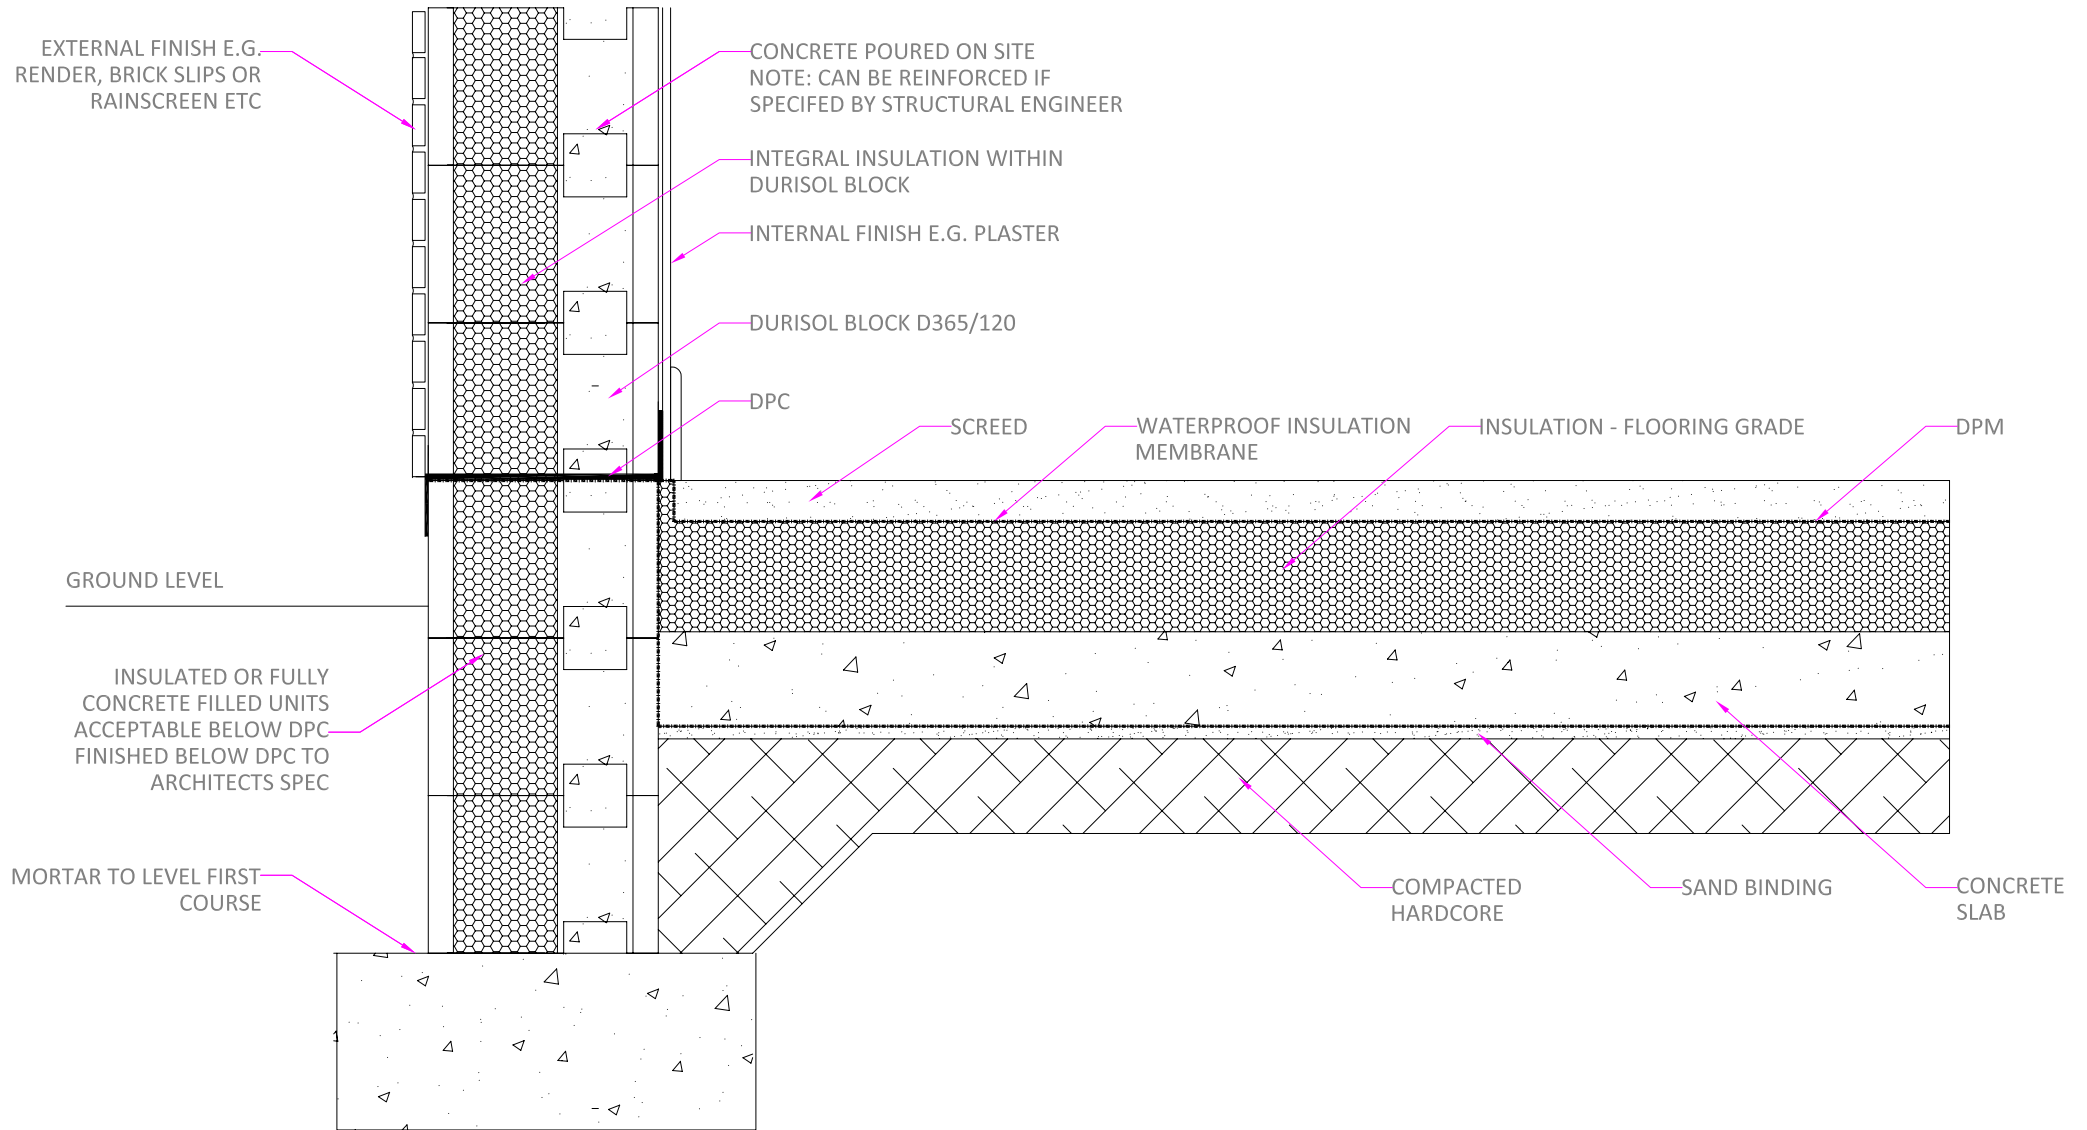 EXTERNAL FINISH E.G.
RENDER, BRICK SLIPS OR
RAINSCREEN ETC
CONCRETE POURED ON SITE
NOTE: CAN BE REINFORCED IF
SPECIFED BY STRUCTURAL ENGINEER
INTEGRAL INSULATION WITHIN
DURISOL BLOCK
INTERNAL FINISH E.G. PLASTER
DURISOL BLOCK D365/120
DPC
SCREED
WATERPROOF INSULATION
MEMBRANE
INSULATION - FLOORING GRADE
DPM
GROUND LEVEL
INSULATED OR FULLY
CONCRETE FILLED UNITS
ACCEPTABLE BELOW DPC
FINISHED BELOW DPC TO
ARCHITECTS SPEC
MORTAR TO LEVEL FIRST
COURSE
COMPACTED
HARDCORE
SAND BINDING
CONCRETE
SLAB